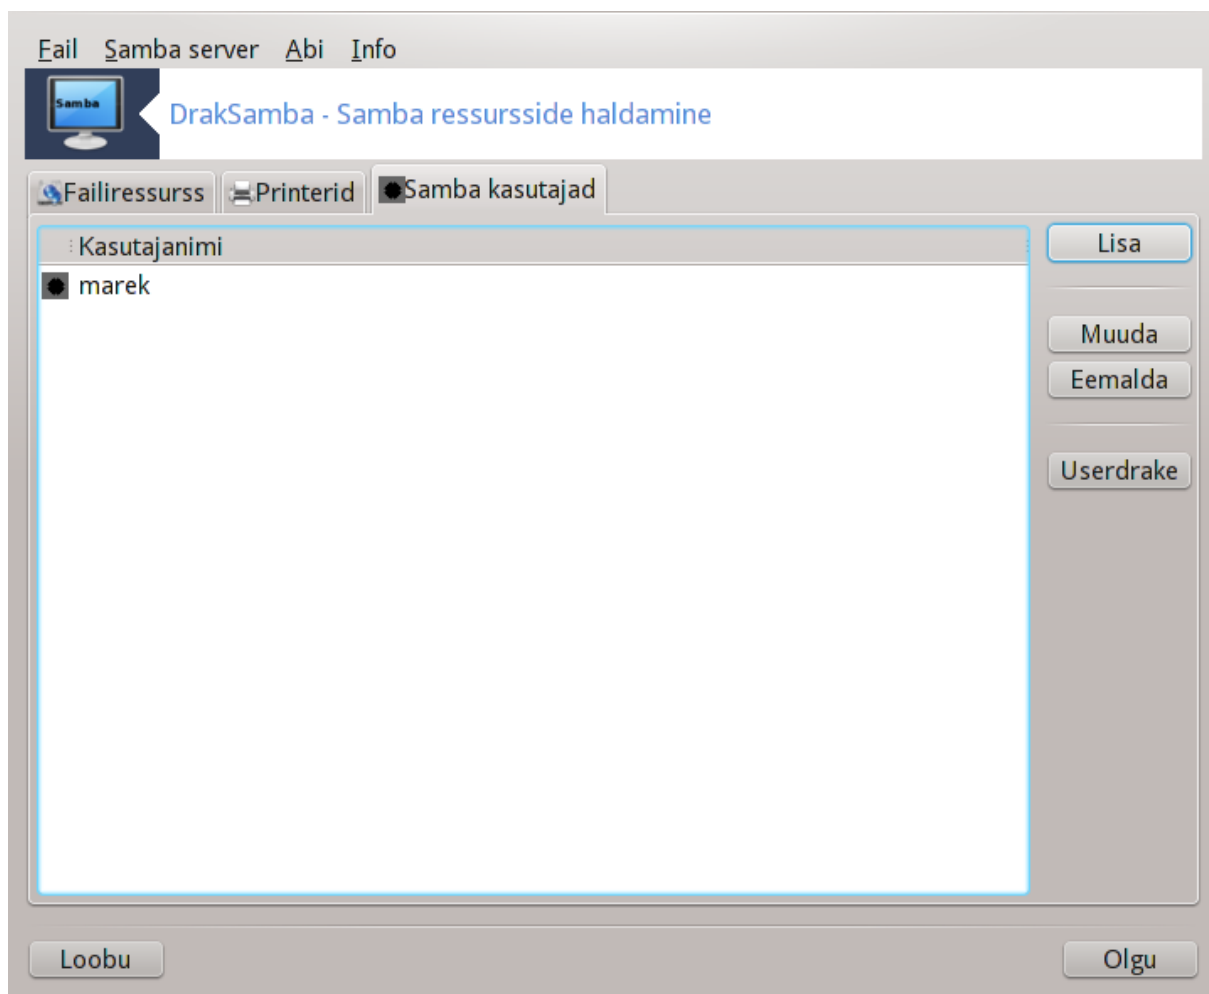 Fail Samba server Abi Info
Samba
DrakSamba - Samba ressursside haldamine
Failiressurss Printerid Samba kasutajad
Kasutajanimi
marek
Lisa
Muuda
Eemalda
Userdrake
Loobu Olgu